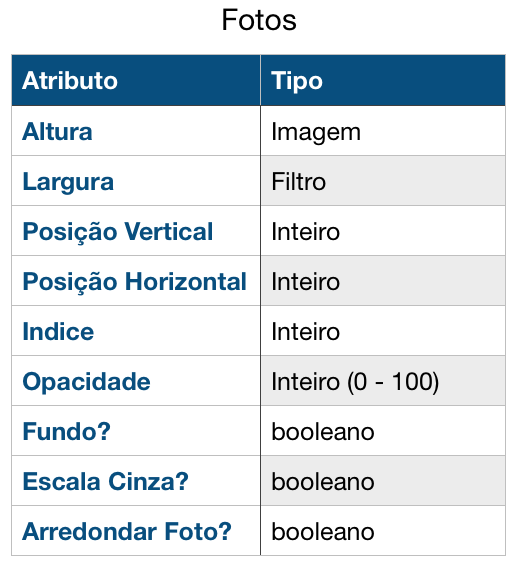 Fotos
Atributo Tipo
Altura Imagem
Largura Filtro
Posição Vertical Inteiro
Posição Horizontal Inteiro
Indice Inteiro
Opacidade Inteiro (0 - 100)
Fundo? booleano
Escala Cinza? booleano
Arredondar Foto? booleano